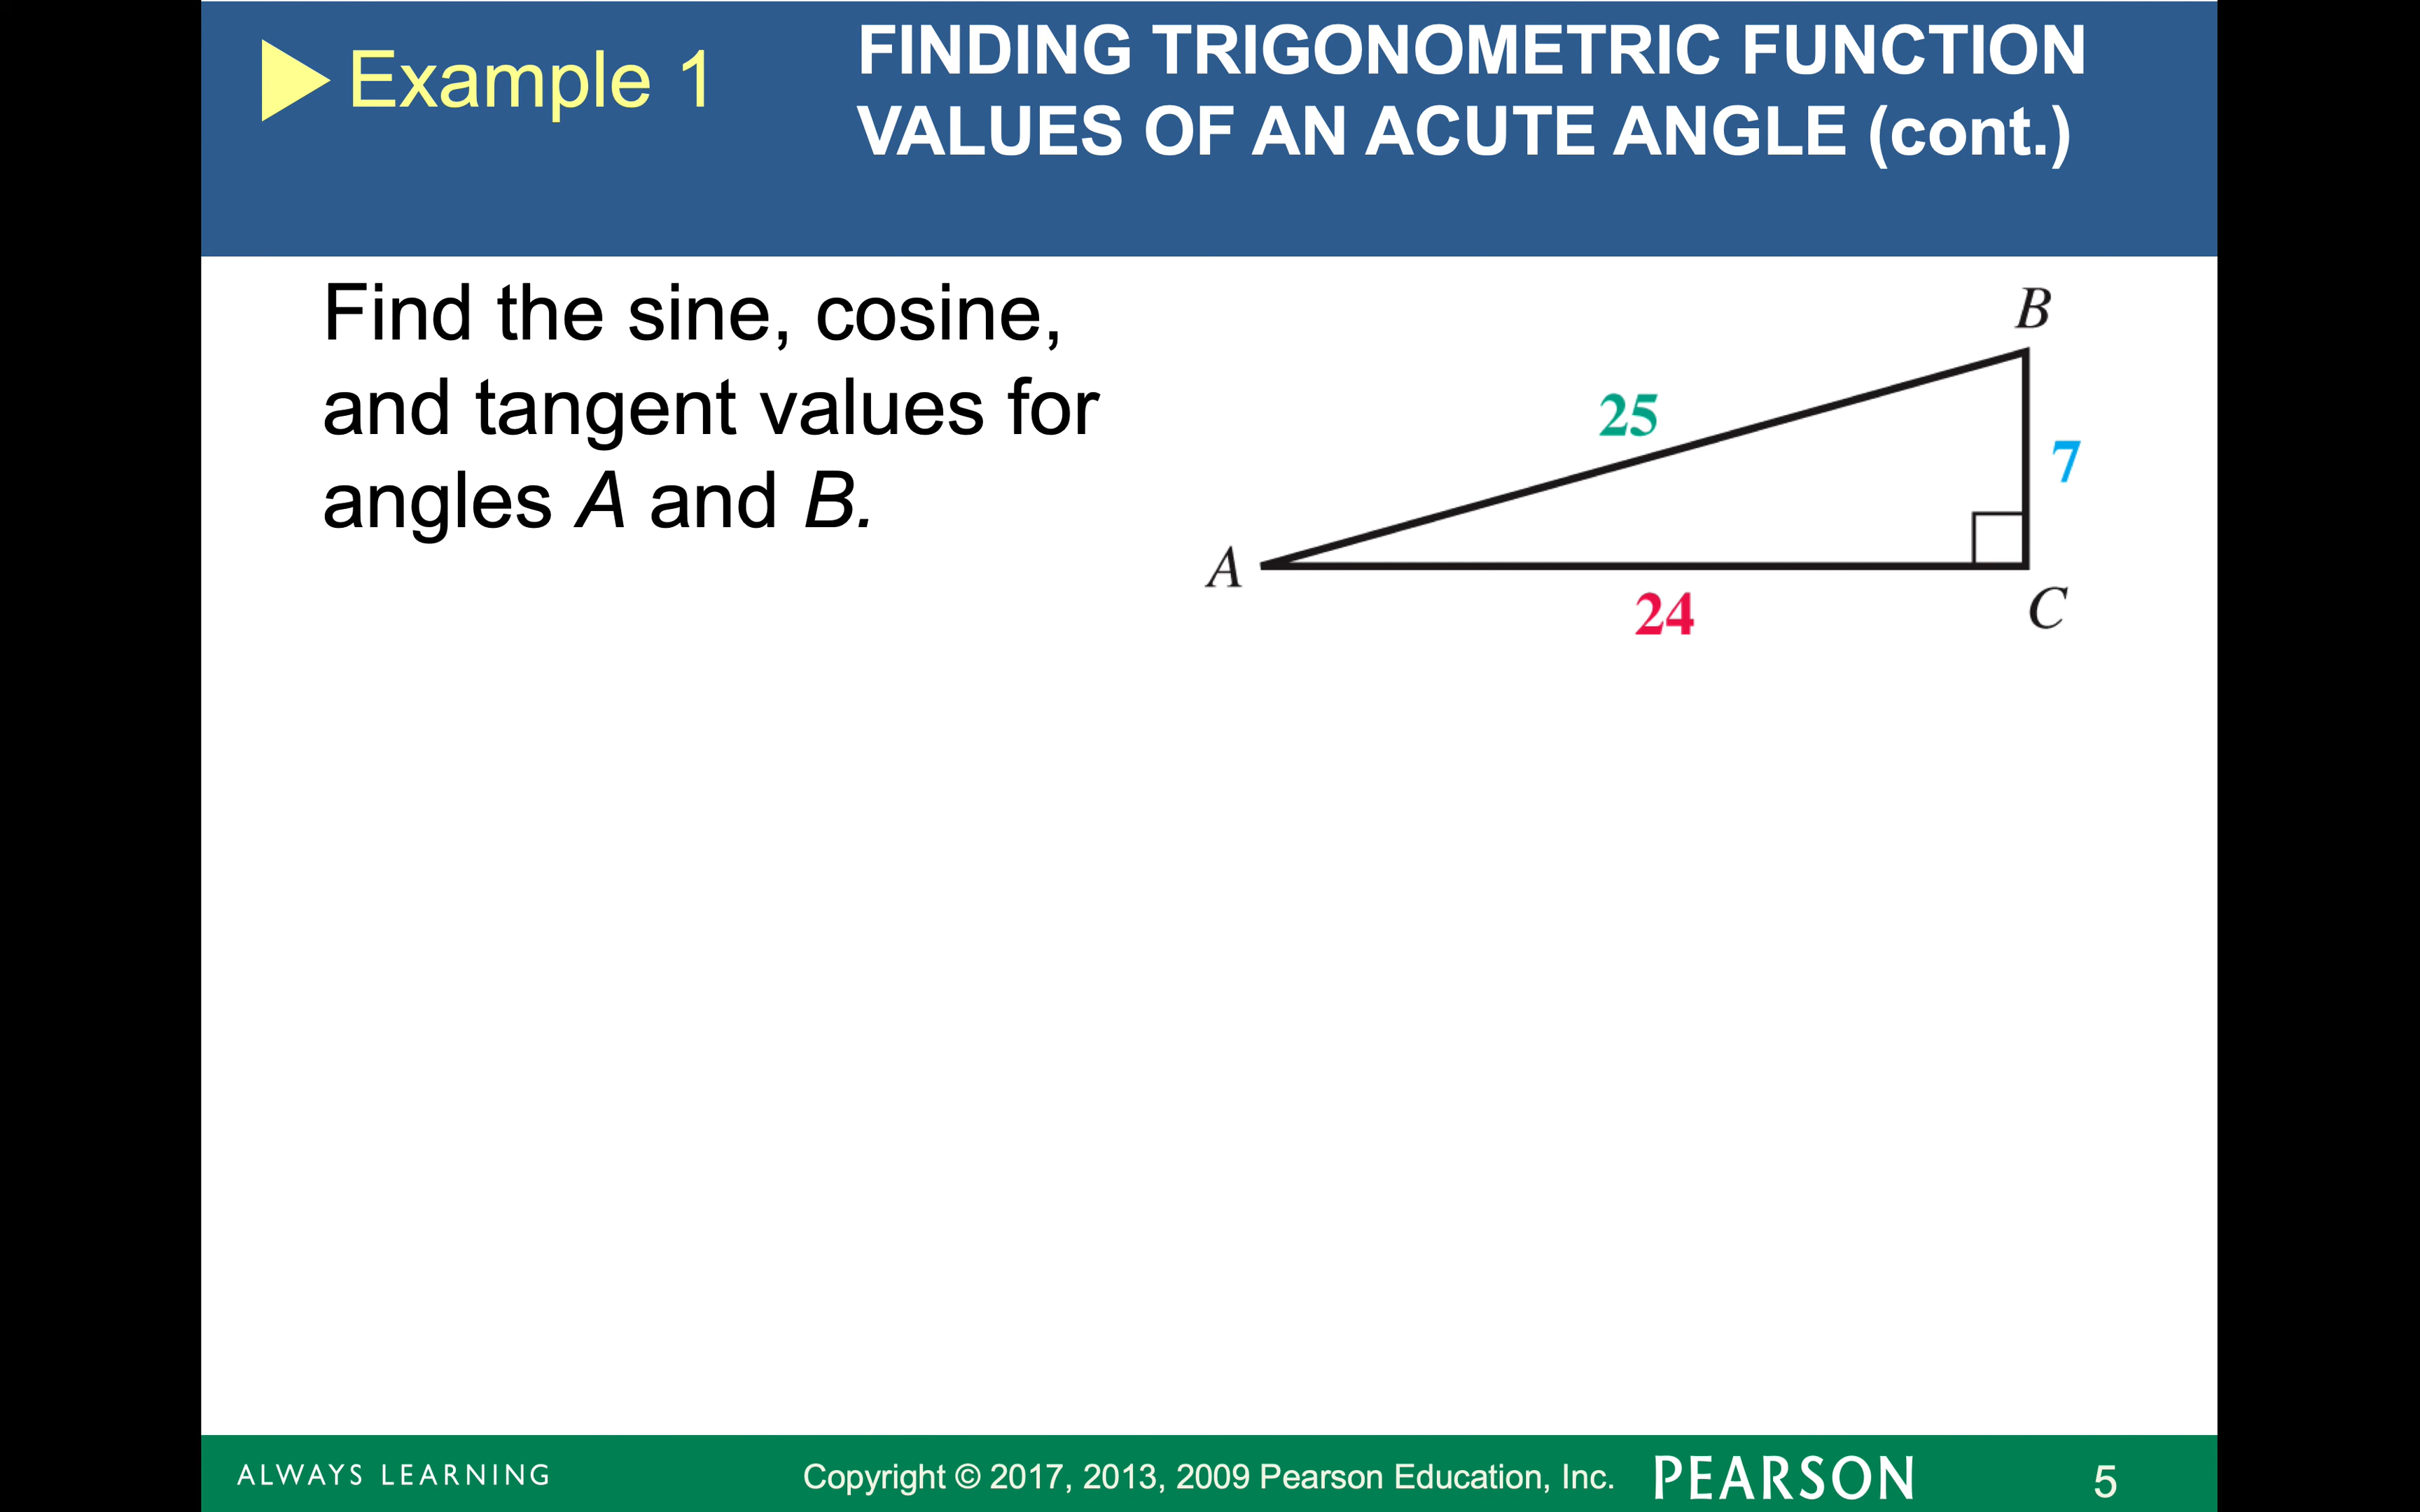 Example 1
FINDING TRIGONOMETRIC FUNCTION
VALUES OF AN ACUTE ANGLE (cont.)
Find the sine, cosine,
and tangent values for
angles A and B.
B
25
7
A
24
C
ALWAYS LEARNING
Copyright © 2017, 2013, 2009 Pearson Education, Inc.
PEARSON
5